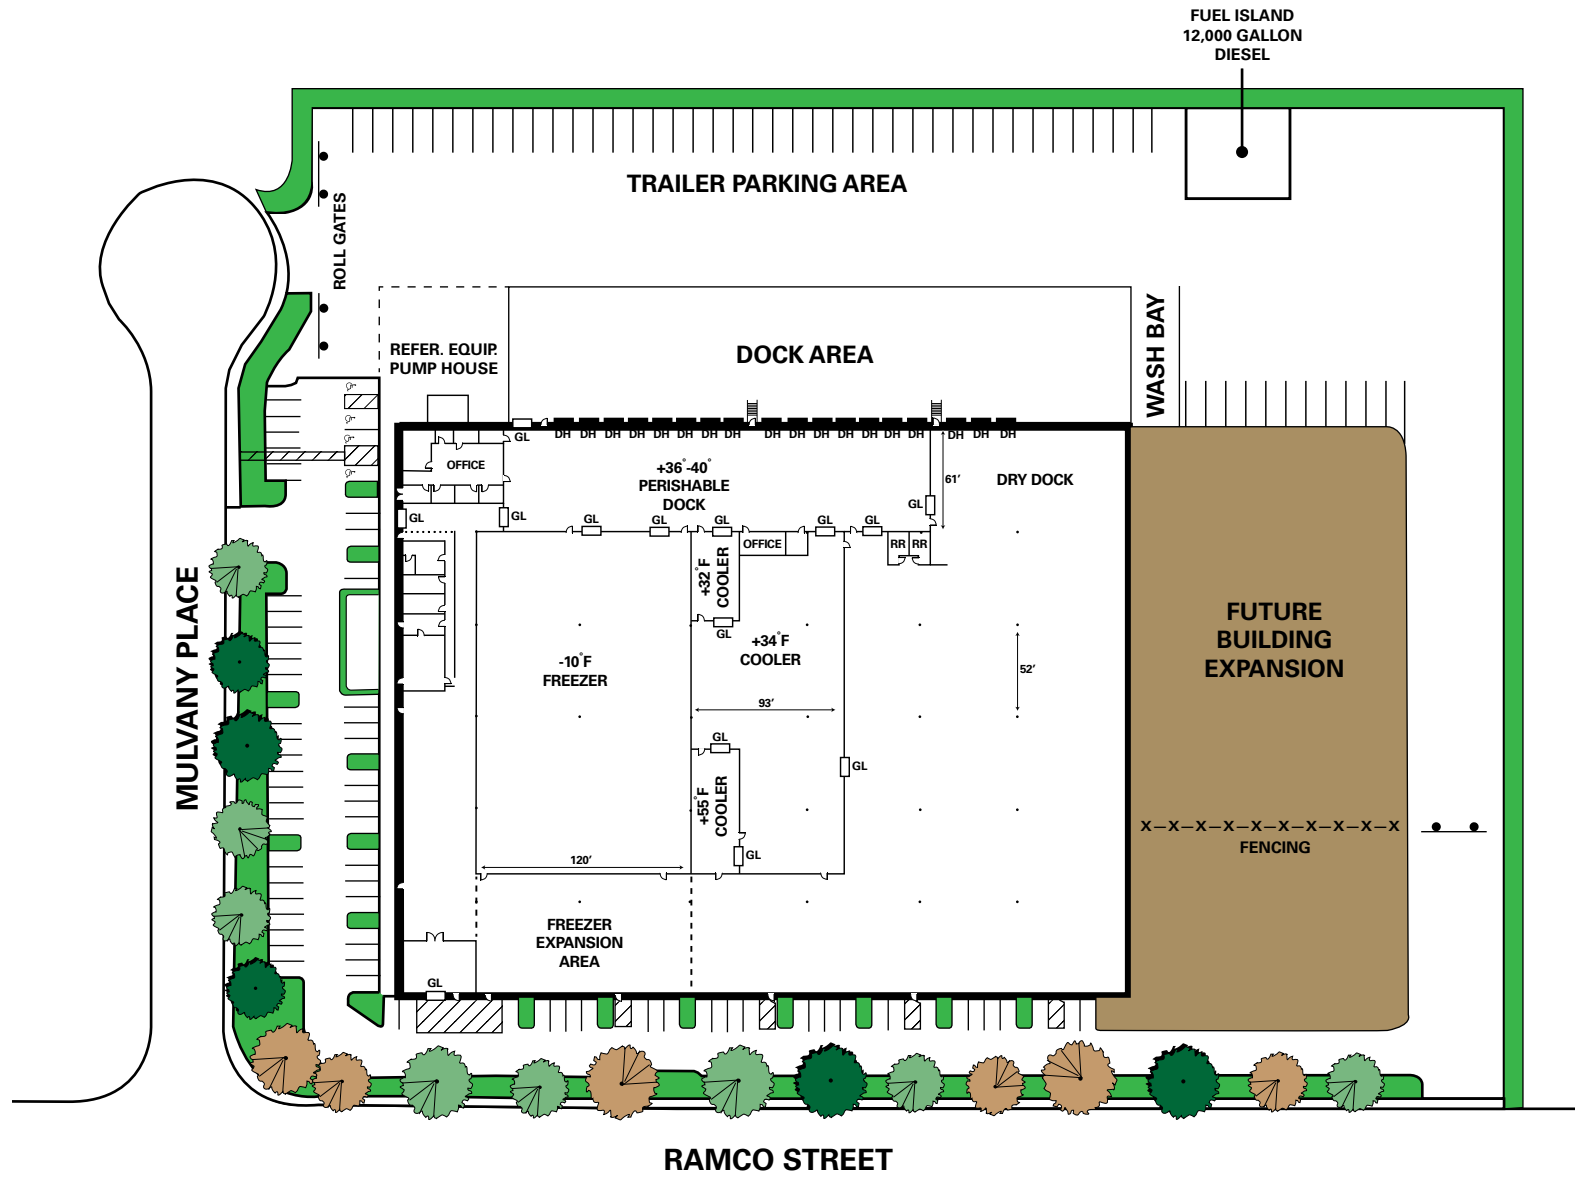 FUEL ISLAND
12,000 GALLON
DIESEL
TRAILER PARKING AREA
ROLL GATES
REFER. EQUIP.
PUMP HOUSE
DOCK AREA
WASH BAY
GL
DH DH DH DH DH DH DH DH DH DH DH DH DH DH DH DH DH DH
OFFICE
+36°-40°
PERISHABLE
DOCK
61'
DRY DOCK
GL
GL
GL
GL
GL
GL
GL
GL
OFFICE
RR RR
+32°F
COOLER
GL
+34°F
COOLER
-10°F
FREEZER
52'
93'
GL
GL
+55°F
COOLER
GL
120'
FREEZER
EXPANSION
AREA
GL
MULVANY PLACE
FUTURE
BUILDING
EXPANSION
X–X–X–X–X–X–X–X–X–X
FENCING
RAMCO STREET